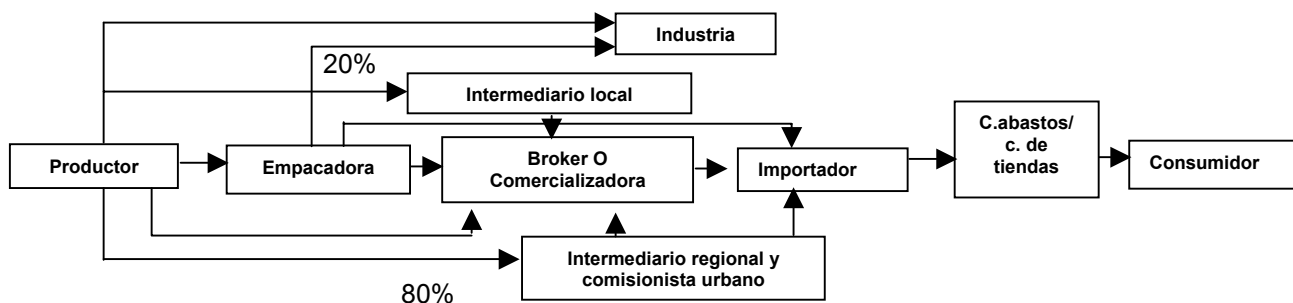 Industria
20%
Intermediario local
Productor
Empacadora
Broker O
Comercializadora
Importador
C.abastos/
c. de
tiendas
Consumidor
Intermediario regional y
comisionista urbano
80%